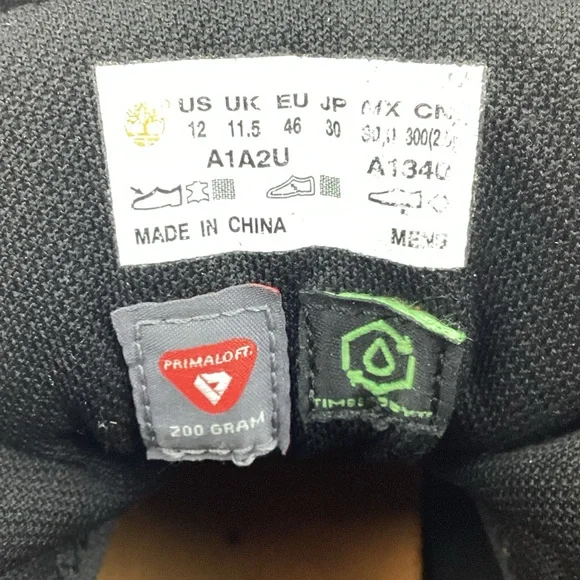 US UK EU JP MX CN
12 11.5 46 30
A1A2U A134U
MADE IN CHINA MENS
PRIMALOFT
200 GRAM